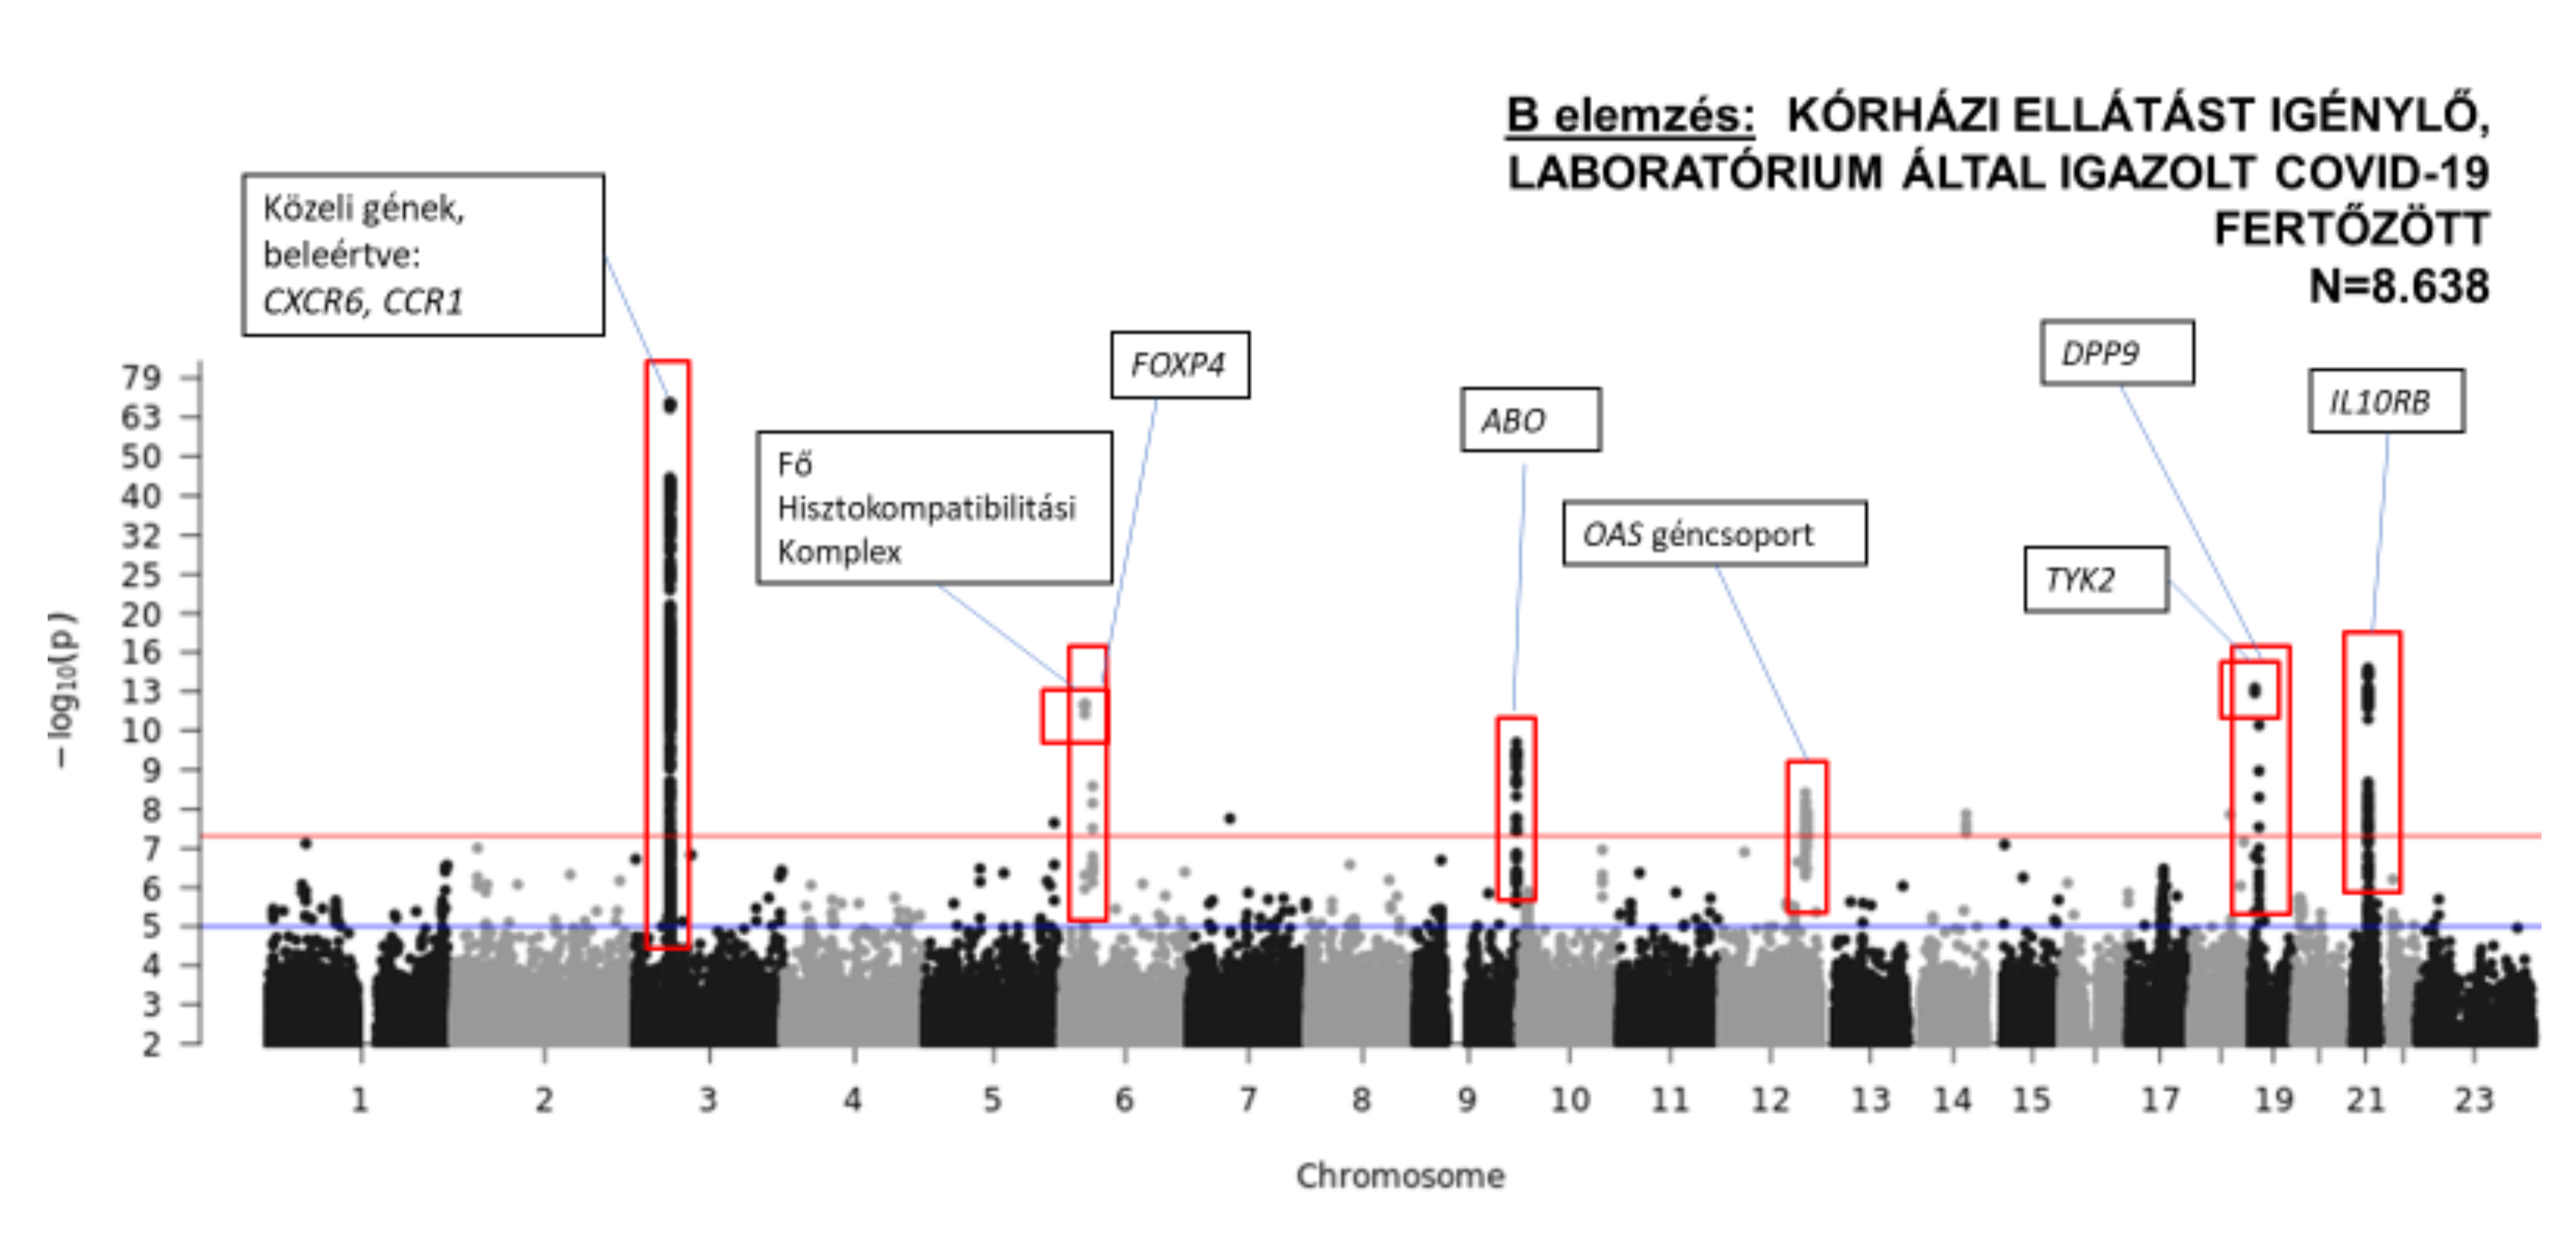 B elemzés: KÓRHÁZI ELLÁTÁST IGÉNYLŐ,
LABORATÓRIUM ÁLTAL IGAZOLT COVID-19
FERTŐZÖTT
N=8.638
Közeli gének,
beleértve:
CXCR6, CCR1
FOXP4
Fő
Hisztokompatibilitási
Komplex
ABO
OAS géncsoport
DPP9
IL10RB
TYK2
−log10(p)
79
63
50
40
32
25
20
16
13
10
9
8
7
6
5
4
3
2
1 2 3 4 5 6 7 8 9 10 11 12 13 14 15 17 19 21 23
Chromosome